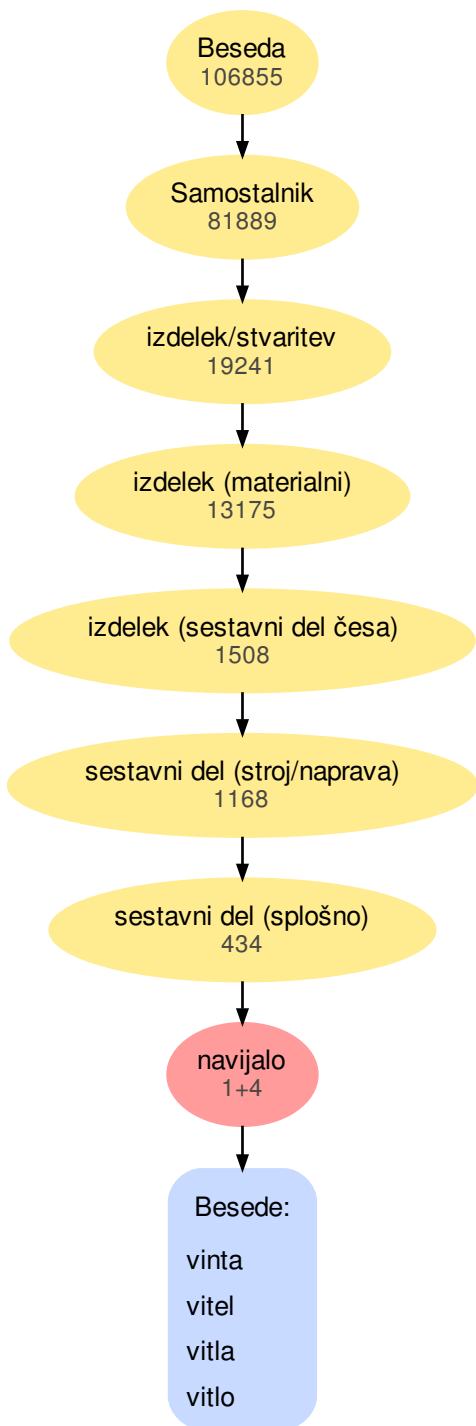 Beseda
106855
Samostalnik
81889
izdelek/stvaritev
19241
izdelek (materialni)
13175
izdelek (sestavni del česa)
1508
sestavni del (stroj/naprava)
1168
sestavni del (splošno)
434
navijalo
1+4
Besede:
vinta
vitel
vitla
vitlo